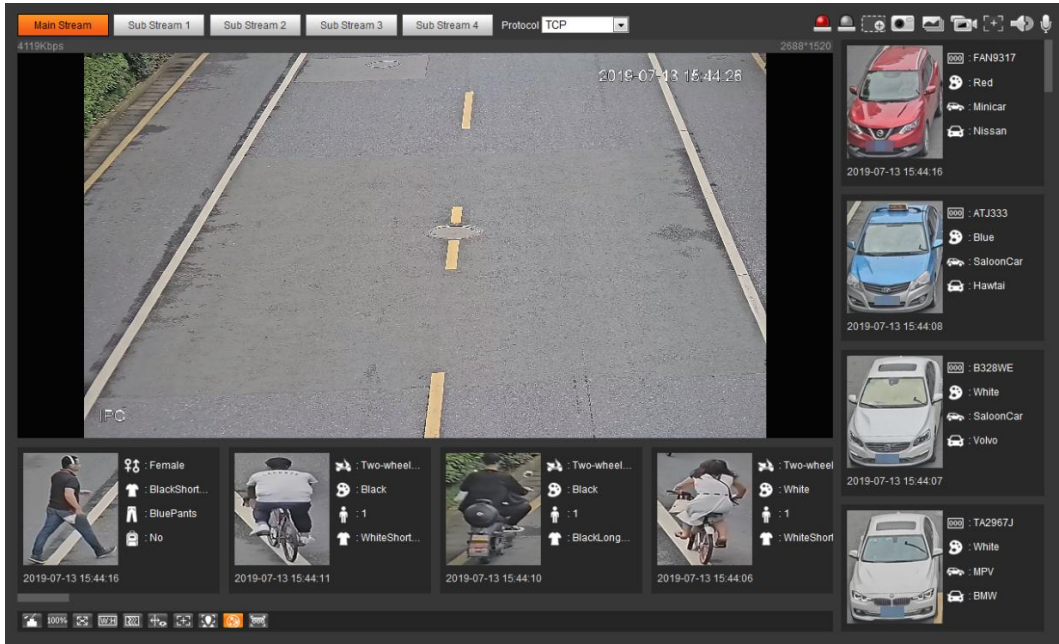 Main Stream
Sub Stream 1
Sub Stream 2
Sub Stream 3
Sub Stream 4
Protocol TCP
4119Kbps
2688*1520
2019-07-13 15:44:26
IPC
: FAN9317
: Red
: Minicar
: Nissan
2019-07-13 15:44:16
: ATJ333
: Blue
: SaloonCar
: Hawtai
2019-07-13 15:44:08
: B328WE
: White
: SaloonCar
: Volvo
2019-07-13 15:44:07
: TA2967J
: White
: MPV
: BMW
: Female
: BlackShort...
: BluePants
: No
2019-07-13 15:44:16
: Two-wheel...
: Black
: 1
: WhiteShort...
2019-07-13 15:44:11
: Two-wheel...
: Black
: 1
: BlackLong...
2019-07-13 15:44:10
: Two-wheel
: White
: 1
: WhiteShort
2019-07-13 15:44:06
100%
W:H